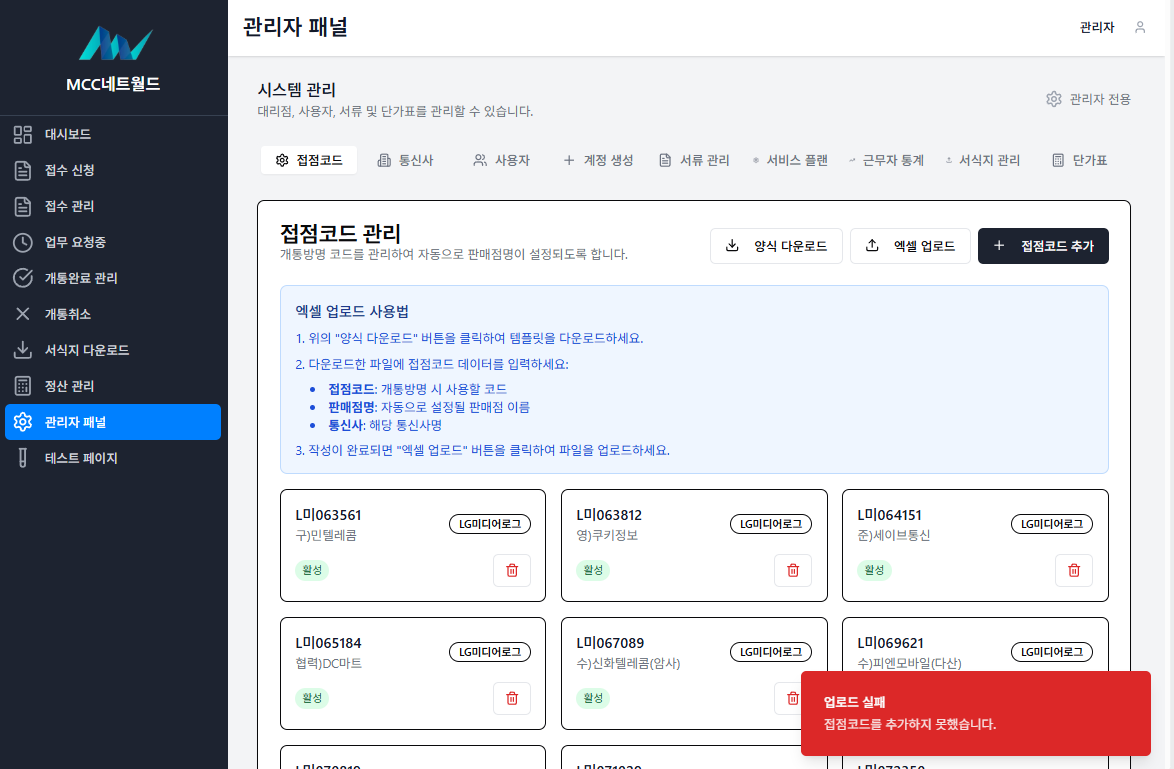 MCC네트월드
대시보드
접수 신청
접수 관리
업무 요청중
개통완료 관리
개통취소
서식지 다운로드
정산 관리
관리자 패널
테스트 페이지
관리자 패널
관리자
시스템 관리
대리점, 사용자, 서류 및 단가표를 관리할 수 있습니다.
관리자 전용
접점코드
통신사
사용자
계정 생성
서류 관리
서비스 플랜
근무자 통계
서식지 관리
단가표
접점코드 관리
개통방명 코드를 관리하여 자동으로 판매점명이 설정되도록 합니다.
양식 다운로드
엑셀 업로드
접점코드 추가
엑셀 업로드 사용법
1. 위의 "양식 다운로드" 버튼을 클릭하여 템플릿을 다운로드하세요.
2. 다운로드한 파일에 접점코드 데이터를 입력하세요:
접점코드: 개통방명 시 사용할 코드
판매점명: 자동으로 설정될 판매점 이름
통신사: 해당 통신사명
3. 작성이 완료되면 "엑셀 업로드" 버튼을 클릭하여 파일을 업로드하세요.
L미063561
구)민텔레콤
LG미디어로그
활성
L미063812
영)쿠키정보
LG미디어로그
활성
L미064151
준)세이브통신
LG미디어로그
활성
L미065184
협력)DC마트
LG미디어로그
활성
L미067089
수)신화텔레콤(암사)
LG미디어로그
활성
L미069621
수)피엔모바일(다산)
LG미디어로그
업로드 실패
접점코드를 추가하지 못했습니다.